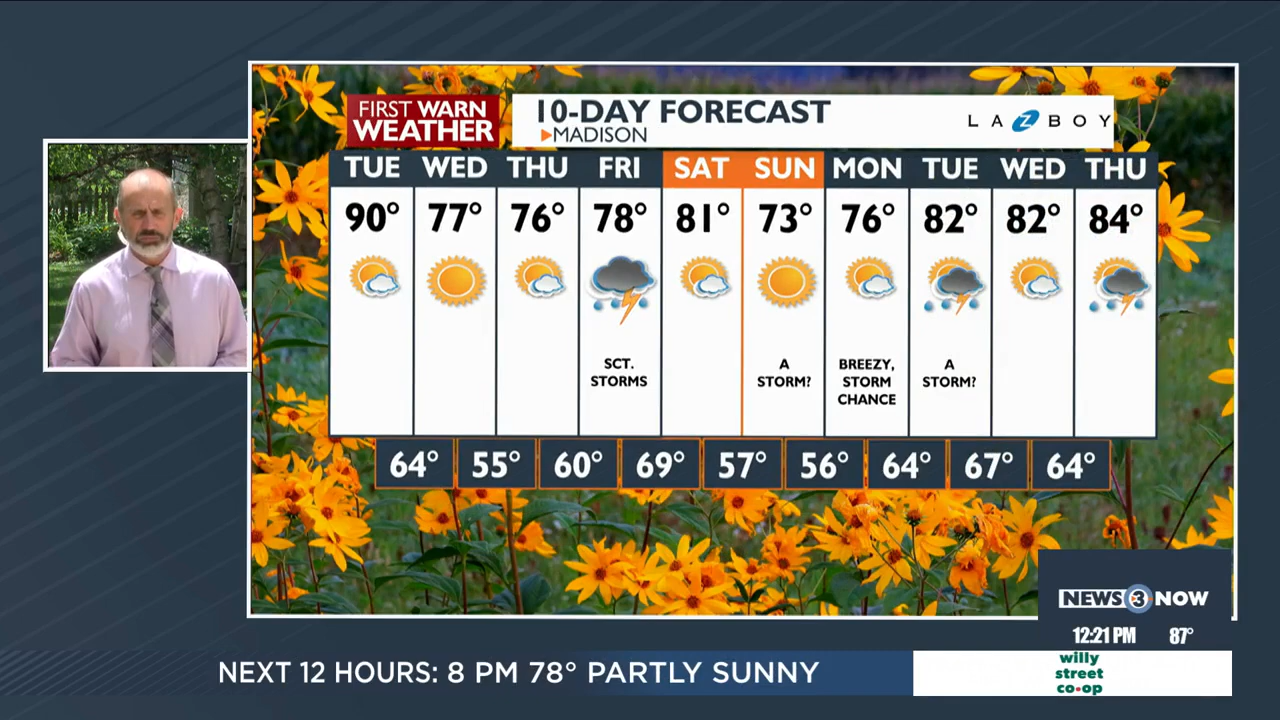 FIRST WARN
WEATHER
10-DAY FORECAST
MADISON
LA Z BOY
TUE WED THU FRI SAT SUN MON TUE WED THU
90° 77° 76° 78° 81° 73° 76° 82° 82° 84°
SCT.
STORMS
A
STORM?
BREEZY,
STORM
CHANCE
A
STORM?
64° 55° 60° 69° 57° 56° 64° 67° 64°
NEWS 3 NOW
12:21 PM 87°
NEXT 12 HOURS: 8 PM 78° PARTLY SUNNY
willy
street
co-op